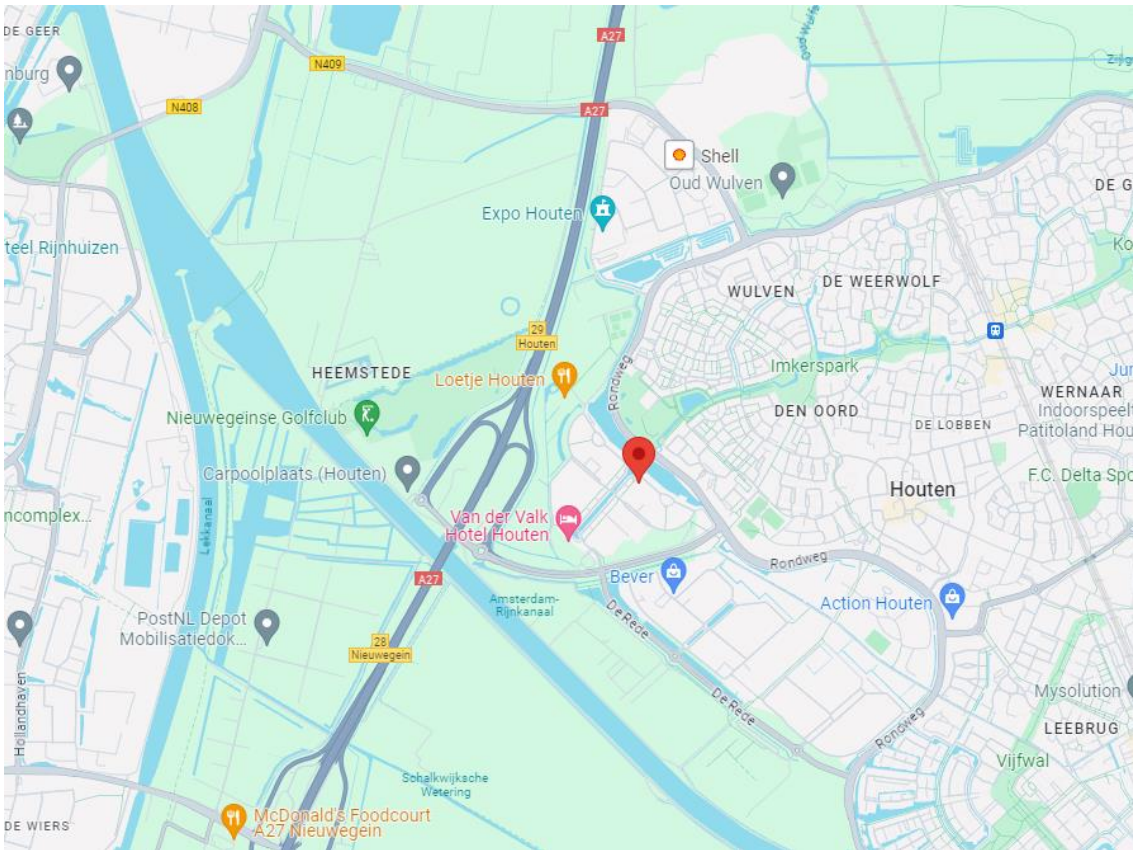 DE GEER
nburg
N408
N409
A27
A27
Oud Wulfs
Zijsg
Shell
Oud Wulven
DE G
Expo Houten
Ko
teel Rijnhuizen
WULVEN
DE WEERWOLF
29
Houten
Rondweg
Imkerspark
HEEMSTEDE
Loetje Houten
Jun
WERNAAR
Indoorspeelt
Patitoland Hou
Nieuwegeinse Golfclub
DEN OORD
DE LOBBEN
Carpoolplaats (Houten)
Houten
F.C. Delta Spo
ncomplex...
Lekkanaal
Van der Valk
Hotel Houten
Rondweg
A27
Bever
Amsterdam-
Rijnkanaal
Action Houten
De Rede
PostNL Depot
Mobilisatiedok...
28
Nieuwegein
De Rede
Mysolution
Hollandhaven
Rondweg
LEEBRUG
Vijfwal
Schalkwijksche
Wetering
McDonald's Foodcourt
A27 Nieuwegein
DE WIERS